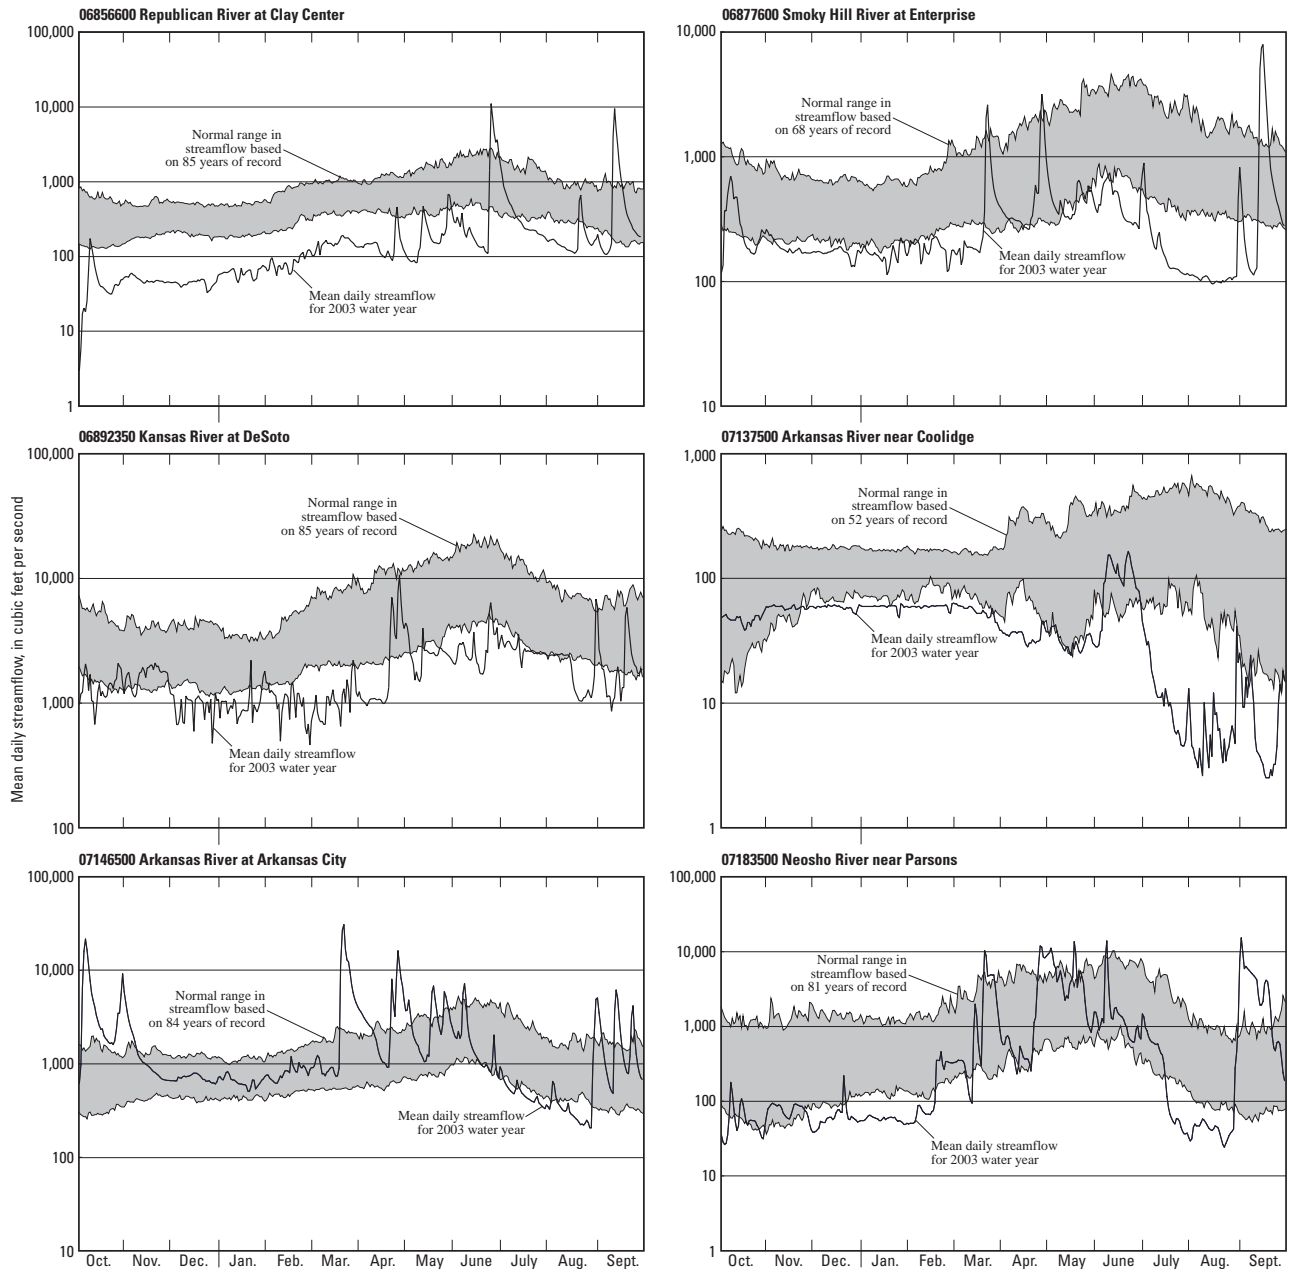 06856600 Republican River at Clay Center
100,000
10,000
1,000
100
10
1
Normal range in
streamflow based
on 85 years of record
Mean daily streamflow
for 2003 water year
06877600 Smoky Hill River at Enterprise
10,000
1,000
100
10
Normal range in
streamflow based
on 68 years of record
Mean daily streamflow
for 2003 water year
Mean daily streamflow, in cubic feet per second
06892350 Kansas River at DeSoto
100,000
10,000
1,000
100
Normal range in
streamflow based
on 85 years of record
Mean daily streamflow
for 2003 water year
07137500 Arkansas River near Coolidge
1,000
100
10
1
Normal range in
streamflow based
on 52 years of record
Mean daily streamflow
for 2003 water year
07146500 Arkansas River at Arkansas City
100,000
10,000
1,000
100
10
Normal range in
streamflow based
on 84 years of record
Mean daily streamflow
for 2003 water year
Oct. Nov. Dec. Jan. Feb. Mar. Apr. May June July Aug. Sept.
07183500 Neosho River near Parsons
100,000
10,000
1,000
100
10
1
Normal range in
streamflow based
on 81 years of record
Mean daily streamflow
for 2003 water year
Oct. Nov. Dec. Jan. Feb. Mar. Apr. May June July Aug. Sept.